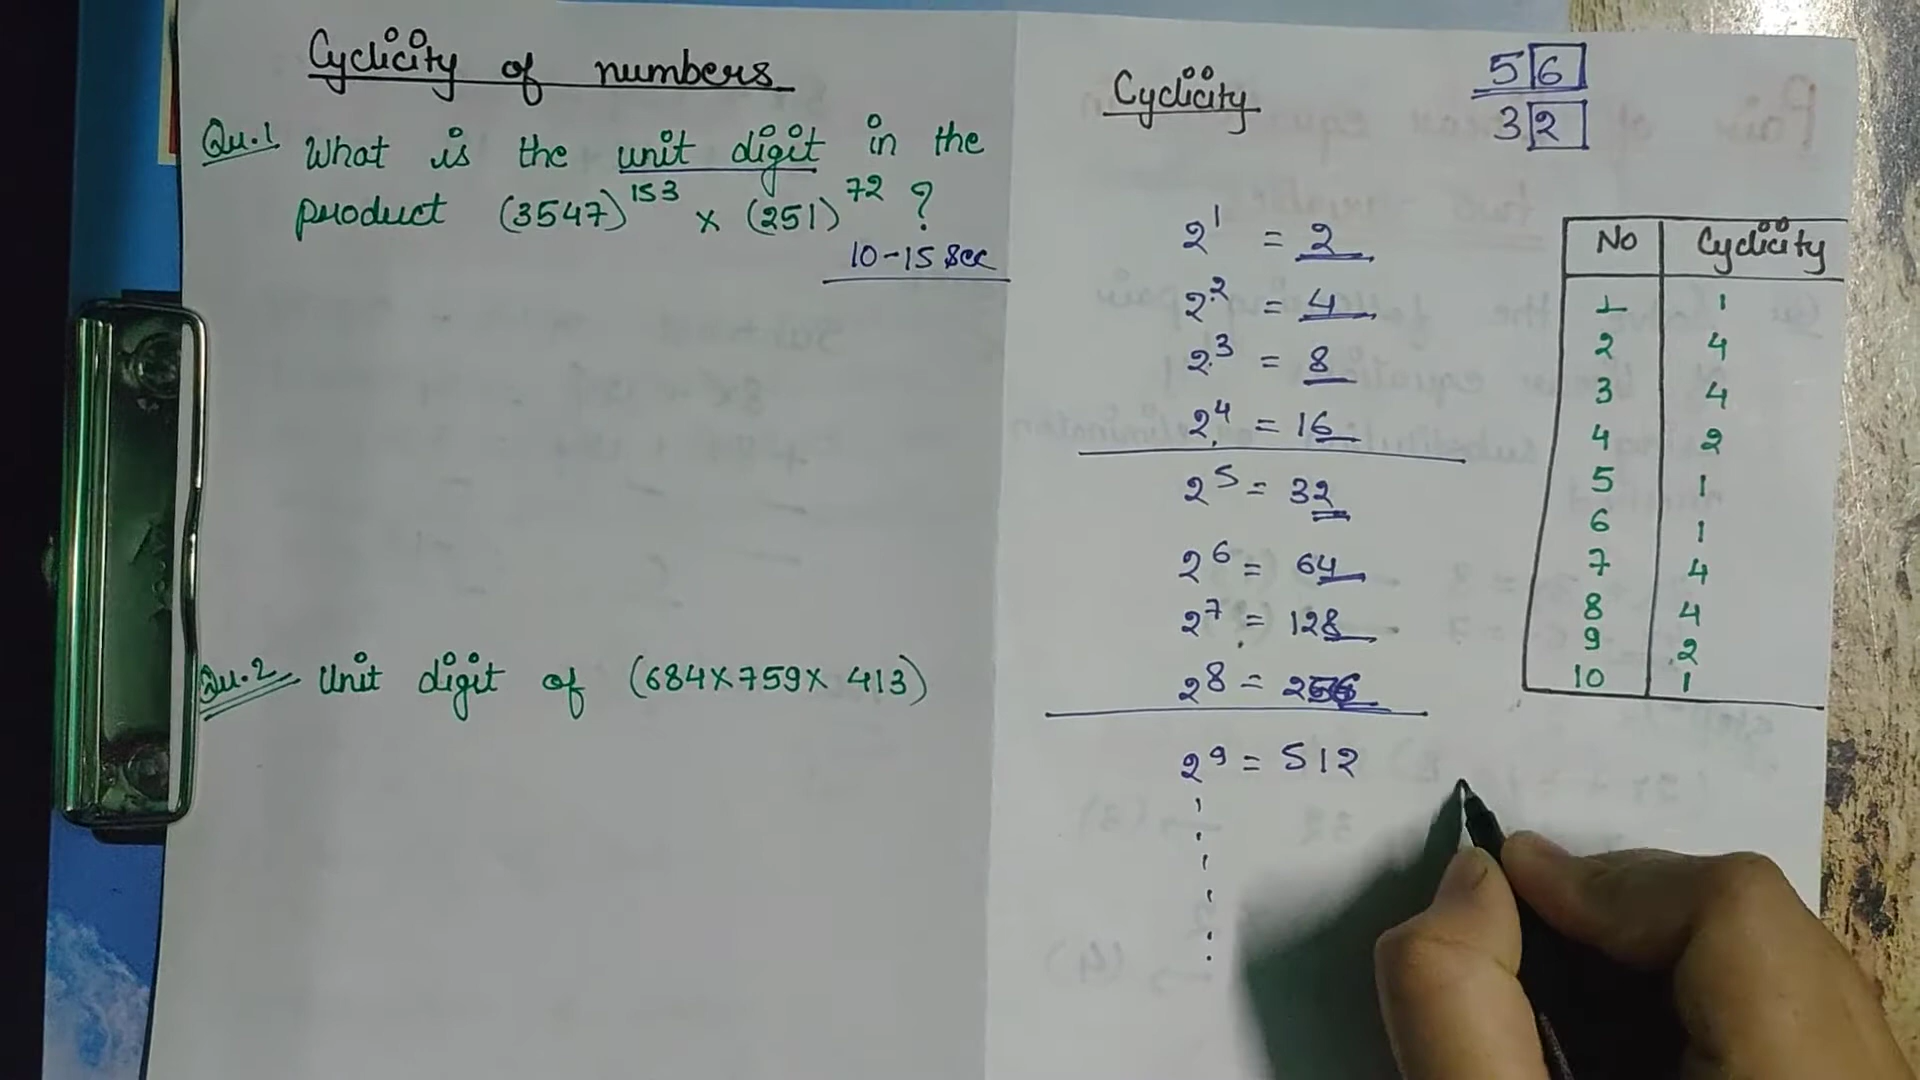 Cyclicity of numbers
Qu.1 What is the unit digit in the
product (3547)^153 × (251)^72 ?
10-15 Sec
Qu.2 Unit digit of (684×759×413)
Cyclicity
56
32
2^1 = 2
2^2 = 4
2^3 = 8
2^4 = 16
2^5 = 32
2^6 = 64
2^7 = 128
2^8 = 256
2^9 = 512
No Cyclicity
1 1
2 4
3 4
4 2
5 1
6 1
7 4
8 4
9 2
10 1